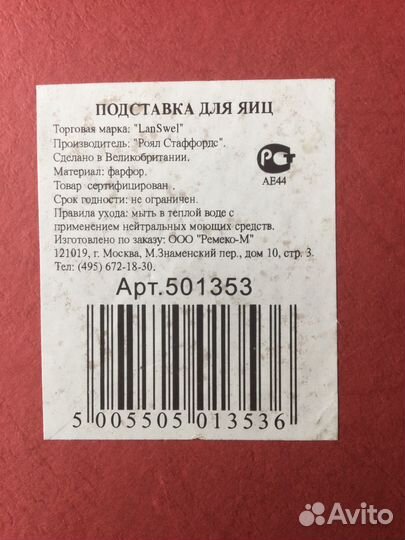 ПОДСТАВКА ДЛЯ ЯИЦ
Торговая марка: "LanSwel"
Производитель: "Роял Стаффордс".
Сделано в Великобритании.
Материал: фарфор.
Товар сертифицирован .
Срок годности: не ограничен.
Правила ухода: мыть в теплой воде с
применением нейтральных моющих средств.
Изготовлено по заказу: ООО "Ремеко-М"
121019, г. Москва, М.Знаменский пер., дом 10, стр. 3.
Тел: (495) 672-18-30.
РСТ
АЕ44
Арт.501353
5 005505 013536
Avito